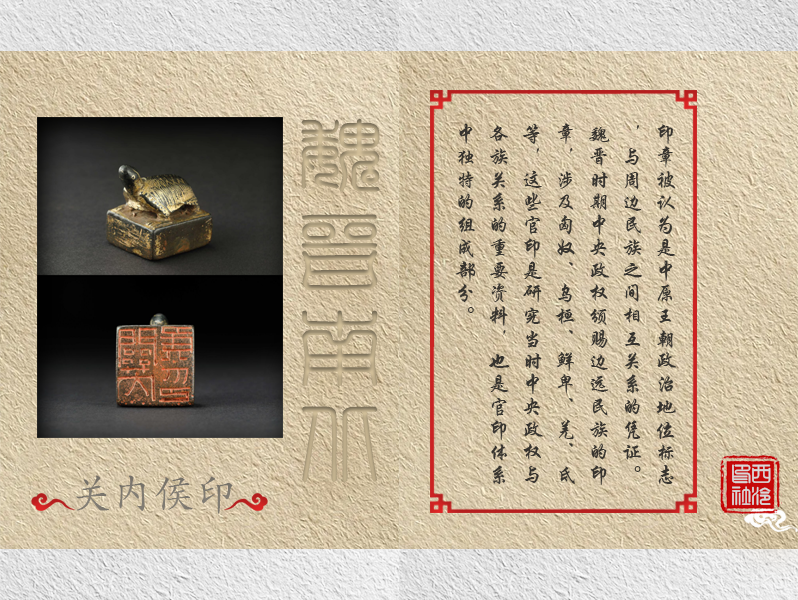 魏晉南北
关内侯印
印章被认为是中原王朝政治地位标志
，与周边民族之间相互关系的凭证。
魏晋时期中央政权颁赐边远民族的印
章，涉及匈奴、乌桓、鲜卑、羌、氐
等，这些官印是研究当时中央政权与
各族关系的重要资料，也是官印体系
中独特的组成部分。
西泠印社